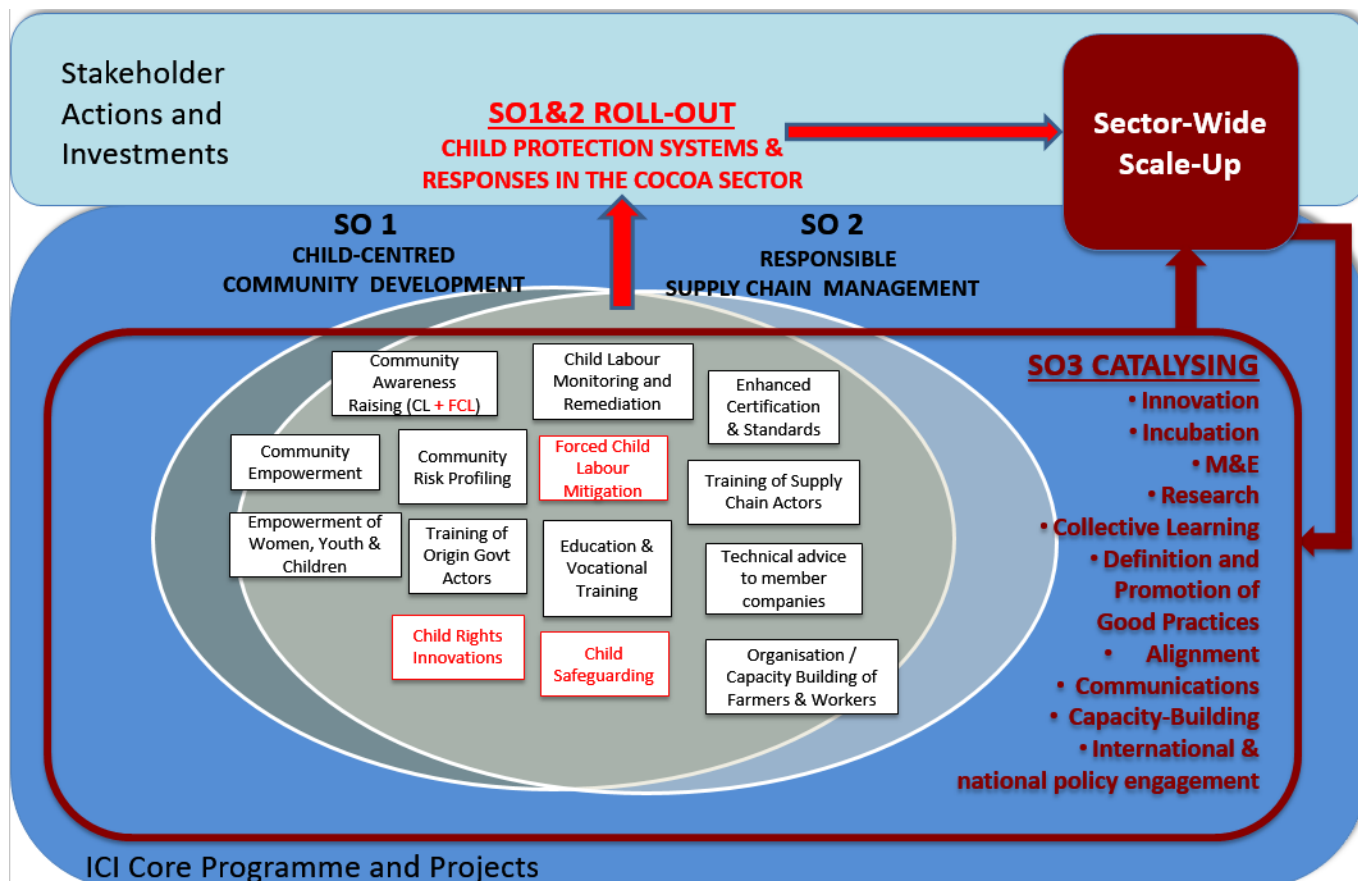 Stakeholder
Actions and
Investments
SO1&2 ROLL-OUT
CHILD PROTECTION SYSTEMS &
RESPONSES IN THE COCOA SECTOR
Sector-Wide
Scale-Up
SO 1
CHILD-CENTRED
COMMUNITY DEVELOPMENT
SO 2
RESPONSIBLE
SUPPLY CHAIN MANAGEMENT
Community
Awareness
Raising (CL + FCL)
Child Labour
Monitoring and
Remediation
Enhanced
Certification
& Standards
Community
Empowerment
Community
Risk Profiling
Forced Child
Labour
Mitigation
Training of Supply
Chain Actors
Empowerment of
Women, Youth &
Children
Training of
Origin Govt
Actors
Education &
Vocational
Training
Technical advice
to member
companies
Child Rights
Innovations
Child
Safeguarding
Organisation /
Capacity Building of
Farmers & Workers
SO3 CATALYSING
• Innovation
• Incubation
• M&E
• Research
• Collective Learning
• Definition and
Promotion of
Good Practices
• Alignment
• Communications
• Capacity-Building
• International &
national policy engagement
ICI Core Programme and Projects